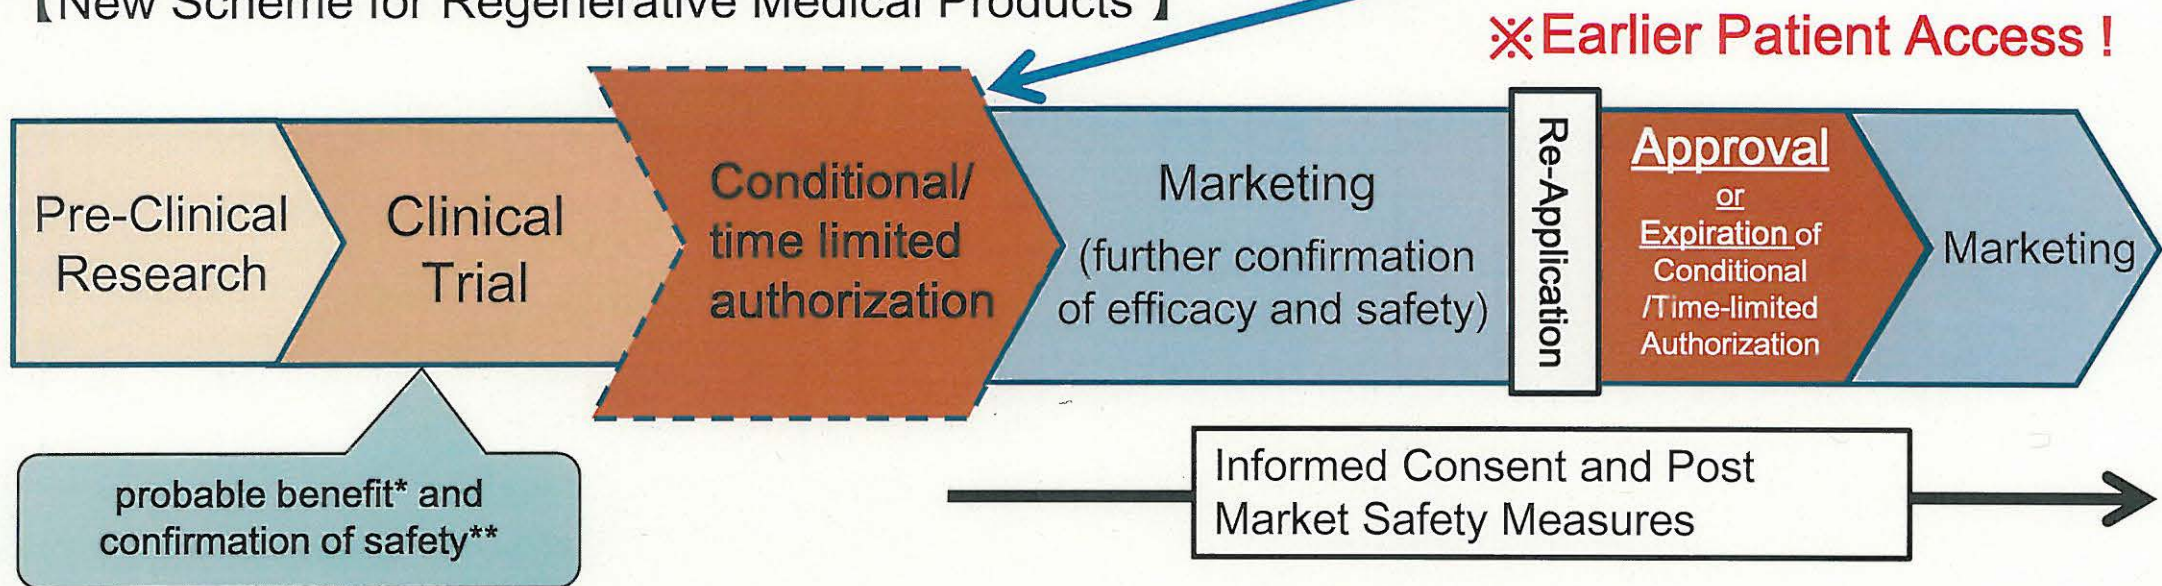 【New Scheme for Regenerative Medical Products】
※Earlier Patient Access !
Pre-Clinical
Research
Clinical
Trial
Conditional/
time limited
authorization
Marketing
(further confirmation
of efficacy and safety)
Re-Application
Approval
or
Expiration of
Conditional
/Time-limited
Authorization
Marketing
probable benefit* and
confirmation of safety**
Informed Consent and Post
Market Safety Measures